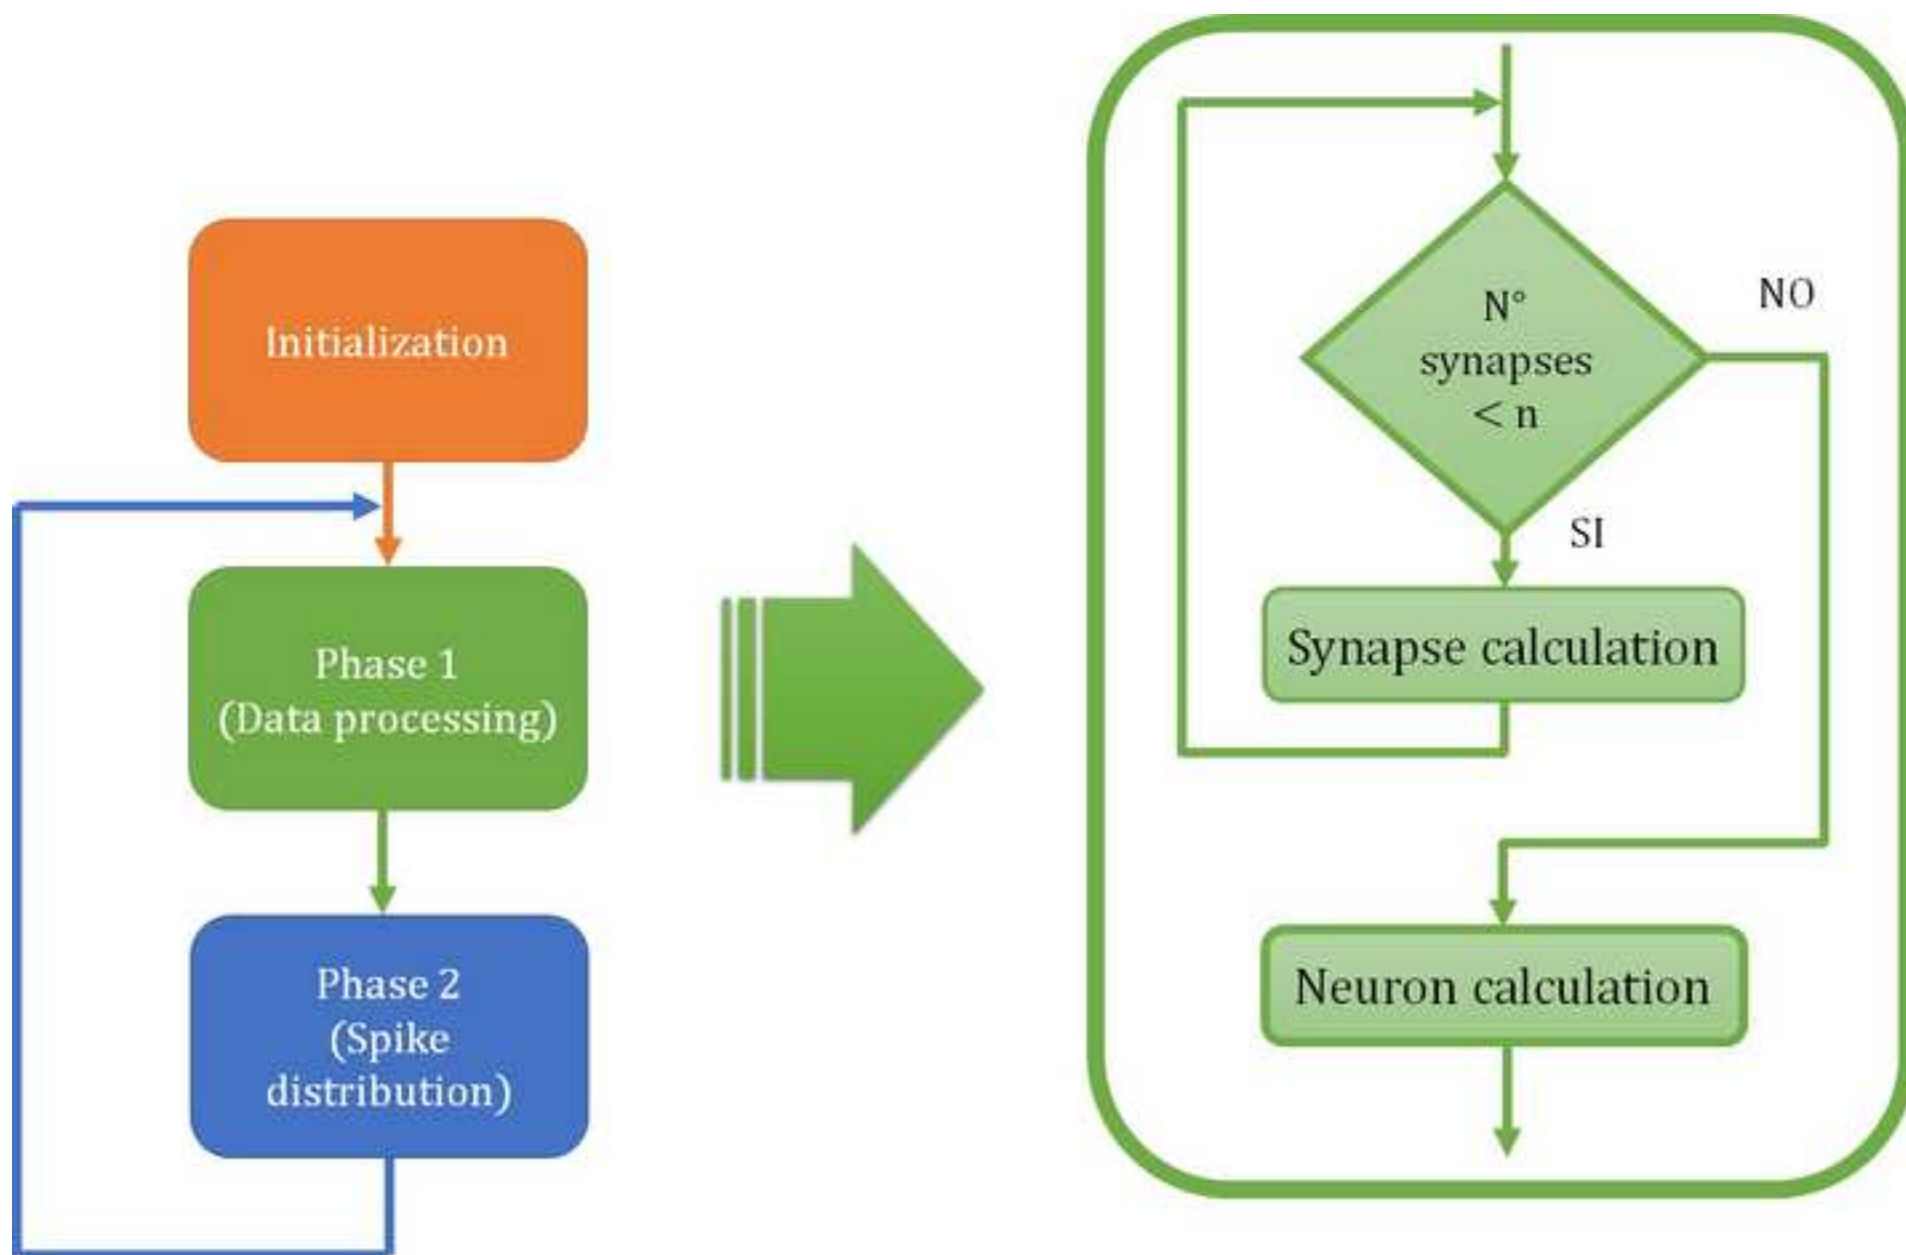 Initialization
Phase 1
(Data processing)
Phase 2
(Spike
distribution)
N°
synapses
< n
NO
SI
Synapse calculation
Neuron calculation